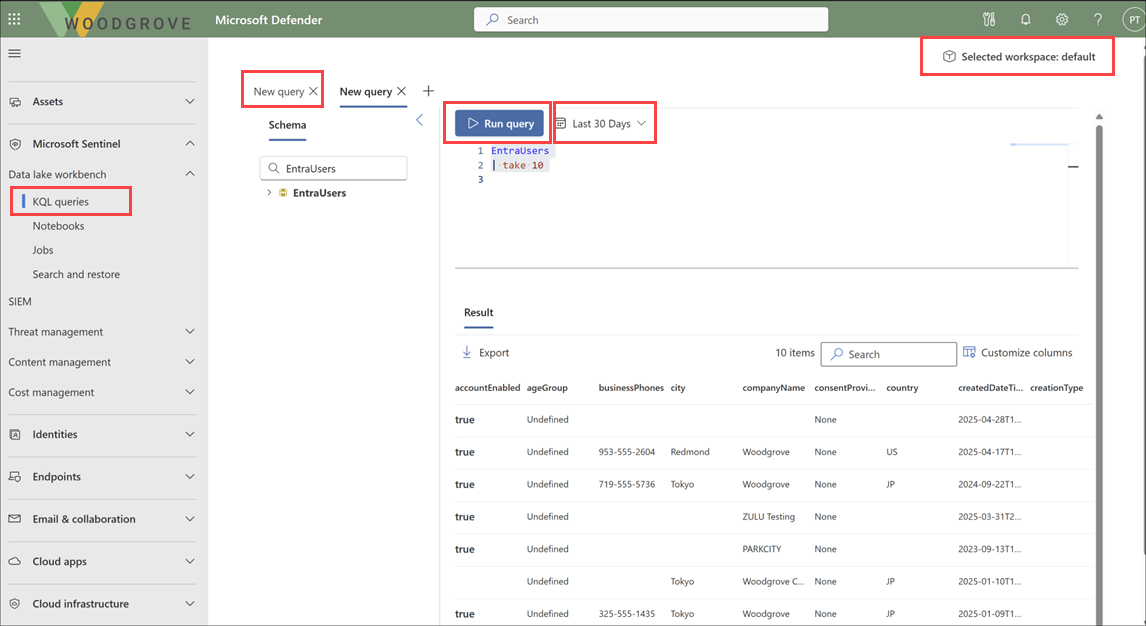 WOODGROVE Microsoft Defender Search ? PT
Selected workspace: default
New query New query
Assets
Schema
Run query Last 30 Days
Microsoft Sentinel
1 EntraUsers
2 | take 10
3
Data lake workbench
EntraUsers
EntraUsers
KQL queries
Notebooks
Jobs
Search and restore
SIEM
Threat management
Content management
Cost management
Identities
Endpoints
Email & collaboration
Cloud apps
Cloud infrastructure
Result
Export 10 items Search Customize columns
accountEnabled ageGroup businessPhones city companyName consentProvi... country createdDateTi... creationType
true Undefined None 2025-04-28T1...
true Undefined 953-555-2604 Redmond Woodgrove None US 2025-04-17T1...
true Undefined 719-555-5736 Tokyo Woodgrove None JP 2024-09-22T1...
true Undefined ZULU Testing None 2025-03-31T2...
true Undefined PARKCITY None 2023-09-13T1...
Undefined Tokyo Woodgrove C... None JP 2025-01-10T1...
true Undefined 325-555-1435 Tokyo Woodgrove None JP 2025-01-09T1...